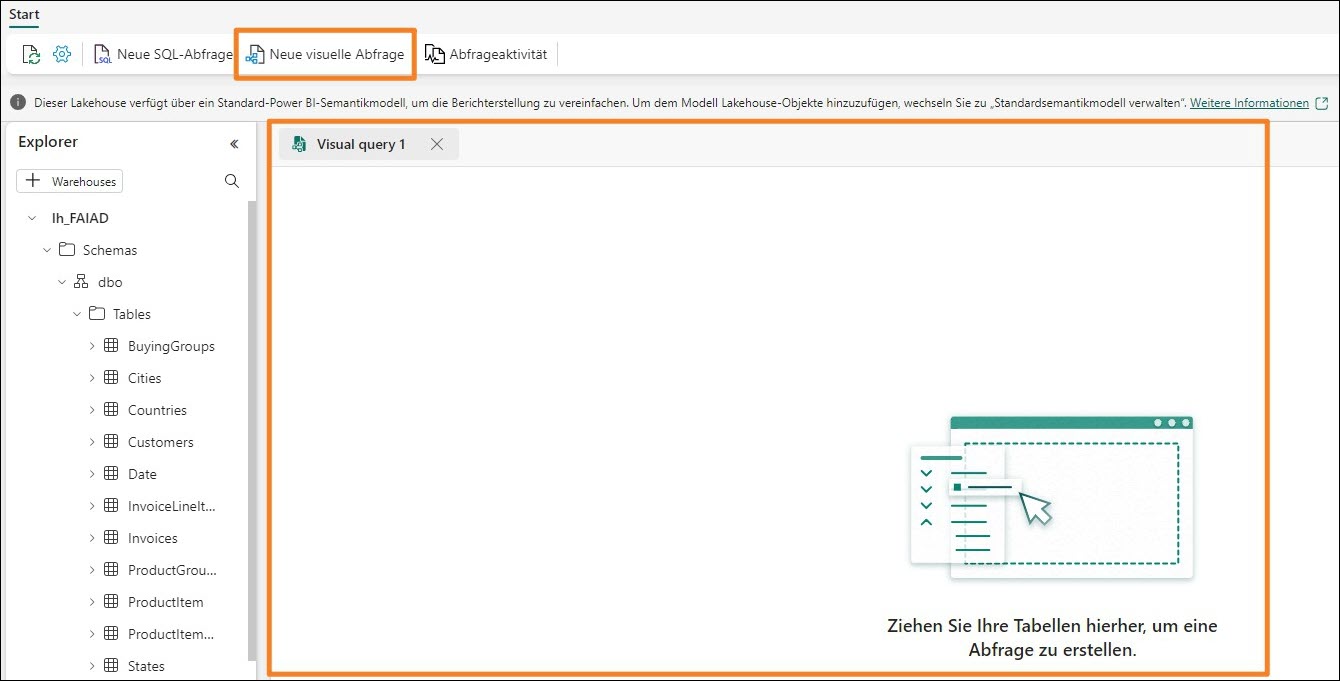 Start
Neue SQL-Abfrage Neue visuelle Abfrage Abfrageaktivität
Dieser Lakehouse verfügt über ein Standard-Power BI-Semantikmodell, um die Berichterstellung zu vereinfachen. Um dem Modell Lakehouse-Objekte hinzuzufügen, wechseln Sie zu „Standardsemantikmodell verwalten“. Weitere Informationen
Explorer
Visual query 1
Warehouses
lh_FAIAD
Schemas
dbo
Tables
BuyingGroups
Cities
Countries
Customers
Date
InvoiceLineIt...
Invoices
ProductGrou...
ProductItem
ProductItem...
States
Ziehen Sie Ihre Tabellen hierher, um eine
Abfrage zu erstellen.